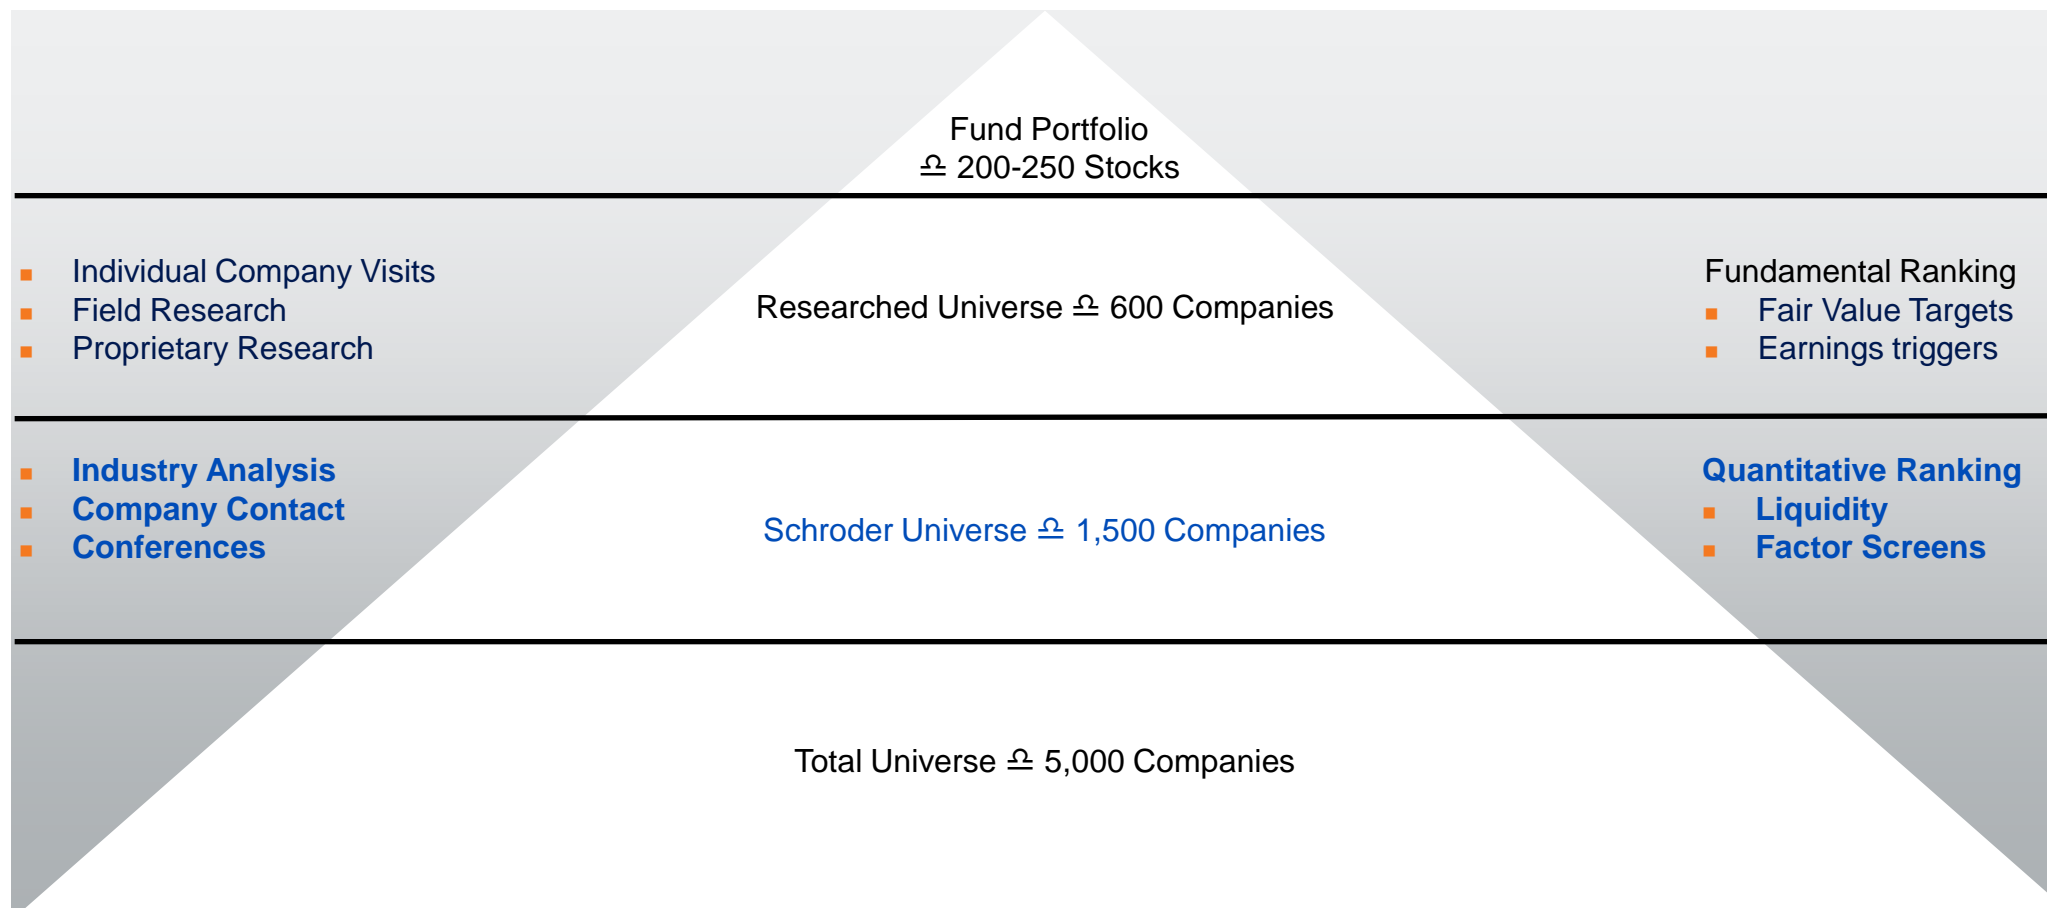 Fund Portfolio
♎ 200-250 Stocks
Individual Company Visits
Field Research
Proprietary Research
Researched Universe ♎ 600 Companies
Fundamental Ranking
Fair Value Targets
Earnings triggers
Industry Analysis
Company Contact
Conferences
Schroder Universe ♎ 1,500 Companies
Quantitative Ranking
Liquidity
Factor Screens
Total Universe ♎ 5,000 Companies